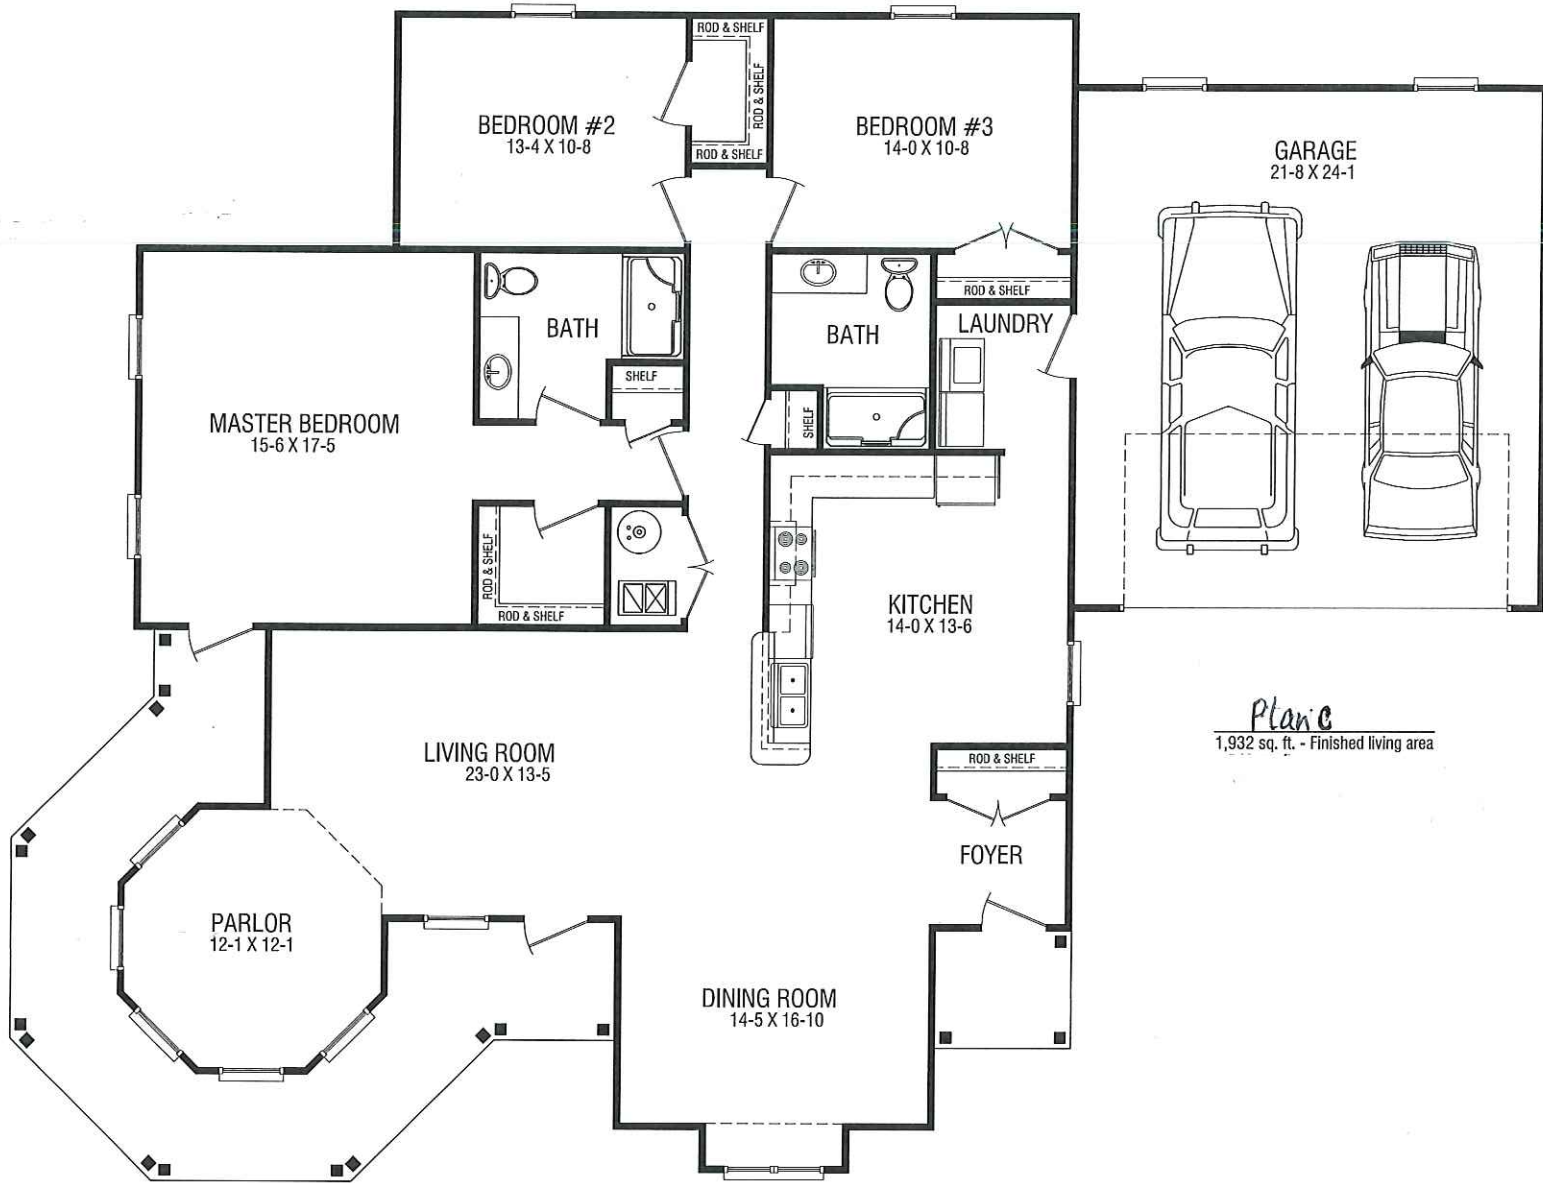 ROD & SHELF
ROD & SHELF
ROD & SHELF
BEDROOM #2
13-4 X 10-8
BEDROOM #3
14-0 X 10-8
GARAGE
21-8 X 24-1
ROD & SHELF
BATH
SHELF
BATH
LAUNDRY
SHELF
MASTER BEDROOM
15-6 X 17-5
ROD & SHELF
ROD & SHELF
KITCHEN
14-0 X 13-6
Plan C
1,932 sq. ft. - Finished living area
LIVING ROOM
23-0 X 13-5
ROD & SHELF
FOYER
PARLOR
12-1 X 12-1
DINING ROOM
14-5 X 16-10